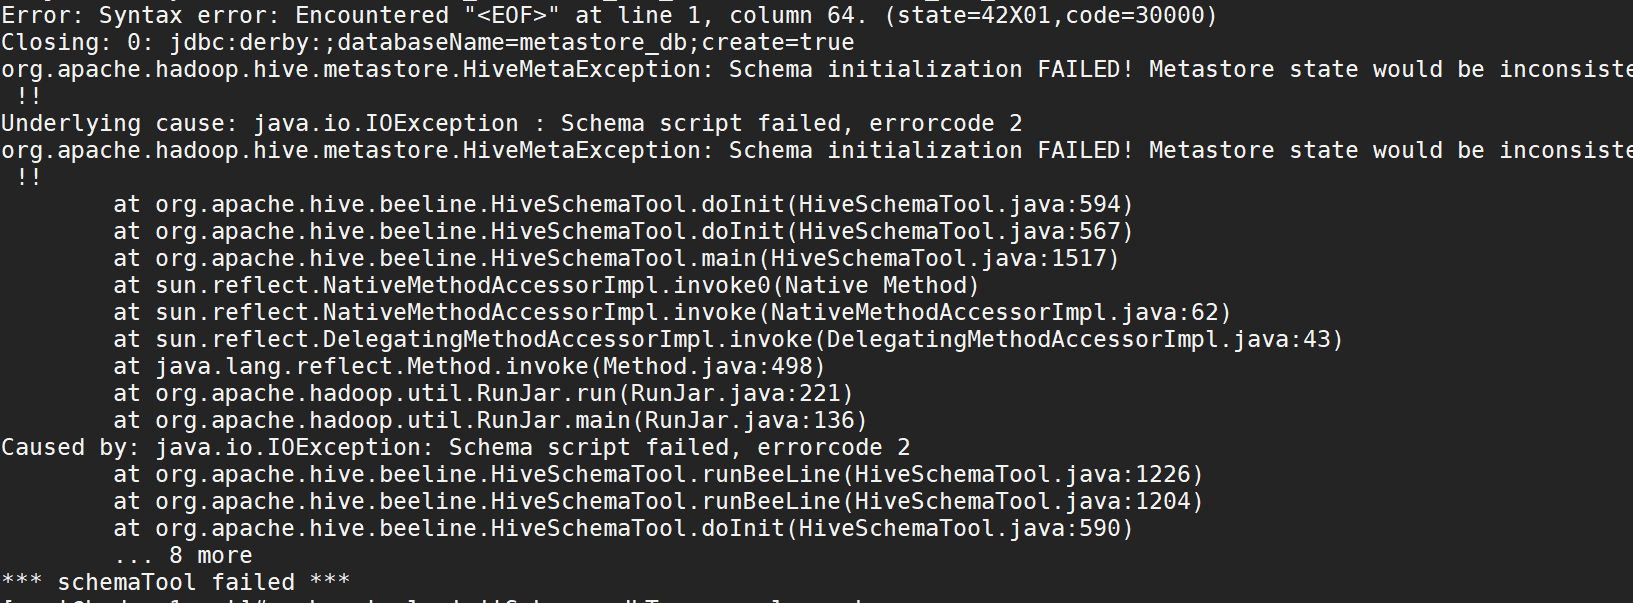 Error: Syntax error: Encountered "<EOF>" at line 1, column 64. (state=42X01,code=30000)
Closing: 0: jdbc:derby:;databaseName=metastore_db;create=true
org.apache.hadoop.hive.metastore.HiveMetaException: Schema initialization FAILED! Metastore state would be inconsiste
!!
Underlying cause: java.io.IOException : Schema script failed, errorcode 2
org.apache.hadoop.hive.metastore.HiveMetaException: Schema initialization FAILED! Metastore state would be inconsiste
!!
at org.apache.hive.beeline.HiveSchemaTool.doInit(HiveSchemaTool.java:594)
at org.apache.hive.beeline.HiveSchemaTool.doInit(HiveSchemaTool.java:567)
at org.apache.hive.beeline.HiveSchemaTool.main(HiveSchemaTool.java:1517)
at sun.reflect.NativeMethodAccessorImpl.invoke0(Native Method)
at sun.reflect.NativeMethodAccessorImpl.invoke(NativeMethodAccessorImpl.java:62)
at sun.reflect.DelegatingMethodAccessorImpl.invoke(DelegatingMethodAccessorImpl.java:43)
at java.lang.reflect.Method.invoke(Method.java:498)
at org.apache.hadoop.util.RunJar.run(RunJar.java:221)
at org.apache.hadoop.util.RunJar.main(RunJar.java:136)
Caused by: java.io.IOException: Schema script failed, errorcode 2
at org.apache.hive.beeline.HiveSchemaTool.runBeeLine(HiveSchemaTool.java:1226)
at org.apache.hive.beeline.HiveSchemaTool.runBeeLine(HiveSchemaTool.java:1204)
at org.apache.hive.beeline.HiveSchemaTool.doInit(HiveSchemaTool.java:590)
... 8 more
*** schemaTool failed ***